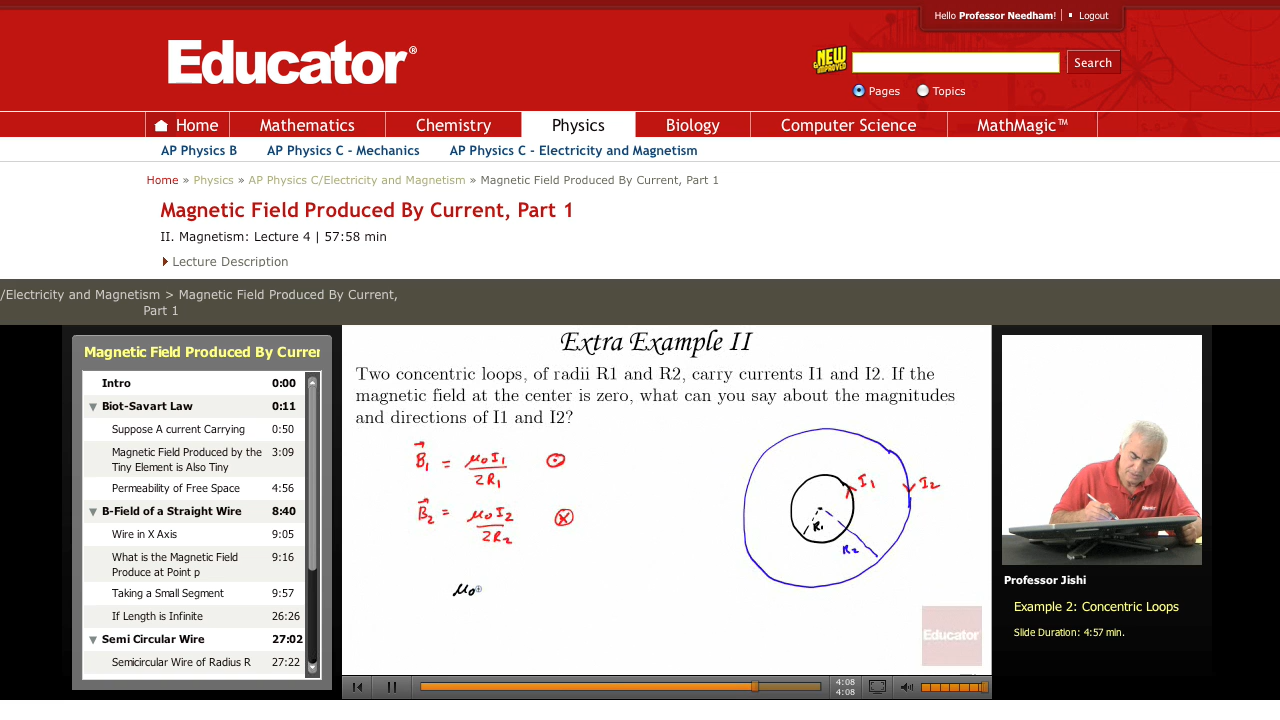 Hello Professor Needham! Logout
Educator®
NEW & IMPROVED
Search
Pages Topics
Home Mathematics Chemistry Physics Biology Computer Science MathMagic™
AP Physics B AP Physics C - Mechanics AP Physics C - Electricity and Magnetism
Home » Physics » AP Physics C/Electricity and Magnetism » Magnetic Field Produced By Current, Part 1
Magnetic Field Produced By Current, Part 1
II. Magnetism: Lecture 4 | 57:58 min
Lecture Description
/Electricity and Magnetism > Magnetic Field Produced By Current,
Part 1
Magnetic Field Produced By Curre
Intro 0:00
Biot-Savart Law 0:11
Suppose A current Carrying 0:50
Magnetic Field Produced by the 3:09
Tiny Element is Also Tiny
Permeability of Free Space 4:56
B-Field of a Straight Wire 8:40
Wire in X Axis 9:05
What is the Magnetic Field 9:16
Produce at Point p
Taking a Small Segment 9:57
If Length is Infinite 26:26
Semi Circular Wire 27:02
Semicircular Wire of Radius R 27:22
Extra Example II
Two concentric loops, of radii R1 and R2, carry currents I1 and I2. If the
magnetic field at the center is zero, what can you say about the magnitudes
and directions of I1 and I2?
B⃗₁ = μ₀I₁/2R₁ ⊙
B⃗₂ = μ₀I₂/2R₂ ⊗
μ₀
I₁ I₂
R₁
R₂
Educator
4:08
4:08
Professor Jishi
Example 2: Concentric Loops
Slide Duration: 4:57 min.